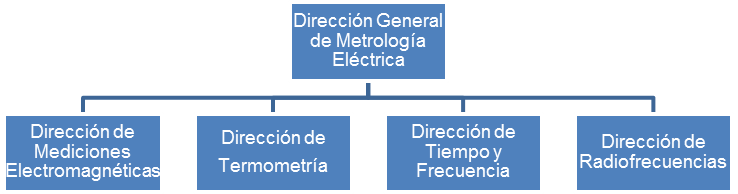 Dirección General
de Metrología
Eléctrica
Dirección de
Mediciones
Electromagnéticas
Dirección de
Termometría
Dirección de
Tiempo y
Frecuencia
Dirección de
Radiofrecuencias